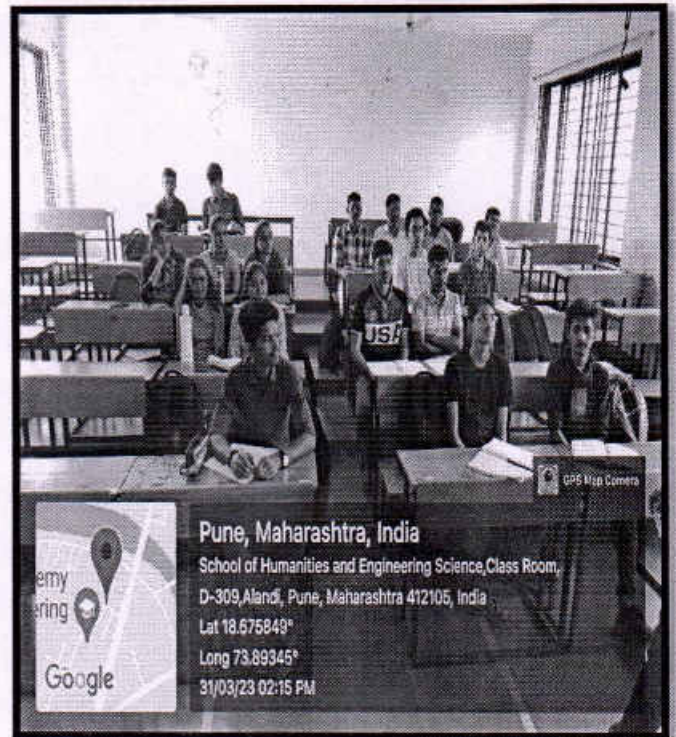 USA
GPS Map Camera
emy
ering
Google
Pune, Maharashtra, India
School of Humanities and Engineering Science,Class Room,
D-309,Alandi, Pune, Maharashtra 412105, India
Lat 18.675849°
Long 73.89345°
31/03/23 02:15 PM